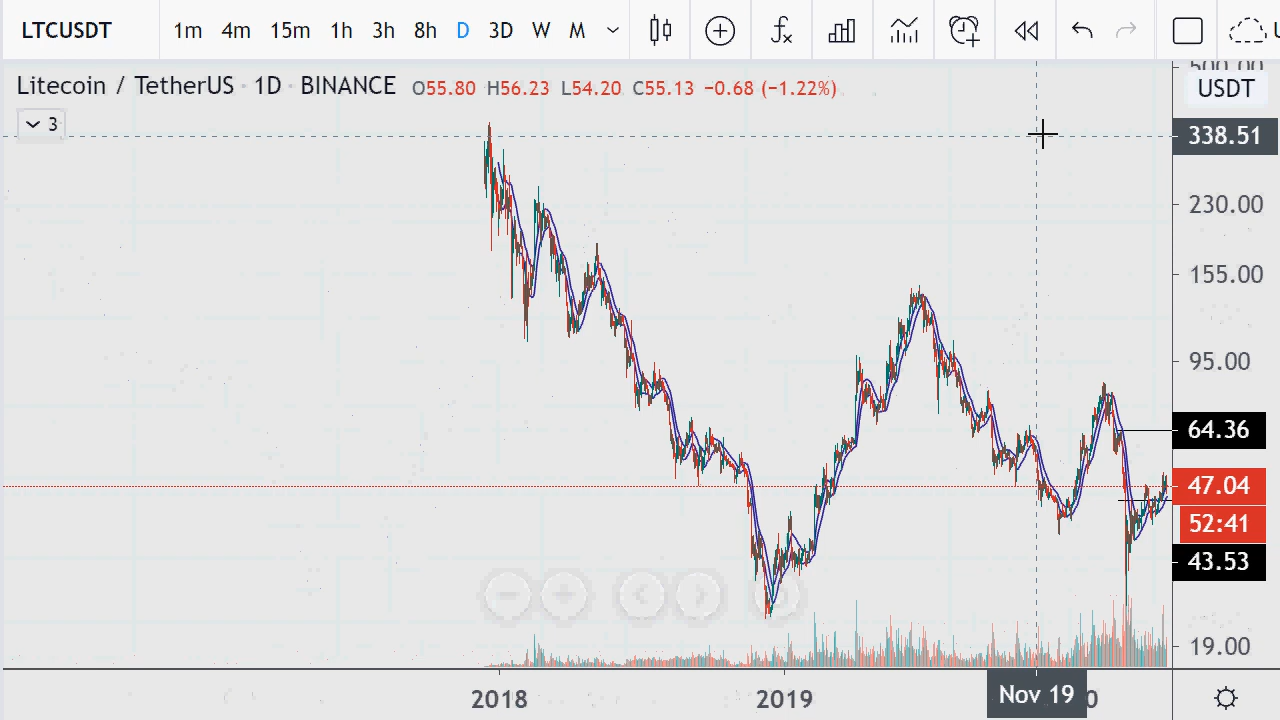 LTCUSDT 1m 4m 15m 1h 3h 8h D 3D W M
Litecoin / TetherUS · 1D · BINANCE O55.80 H56.23 L54.20 C55.13 −0.68 (−1.22%)
500.00
USDT
3
338.51
230.00
155.00
95.00
64.36
47.04
52:41
43.53
19.00
2018 2019 Nov 19